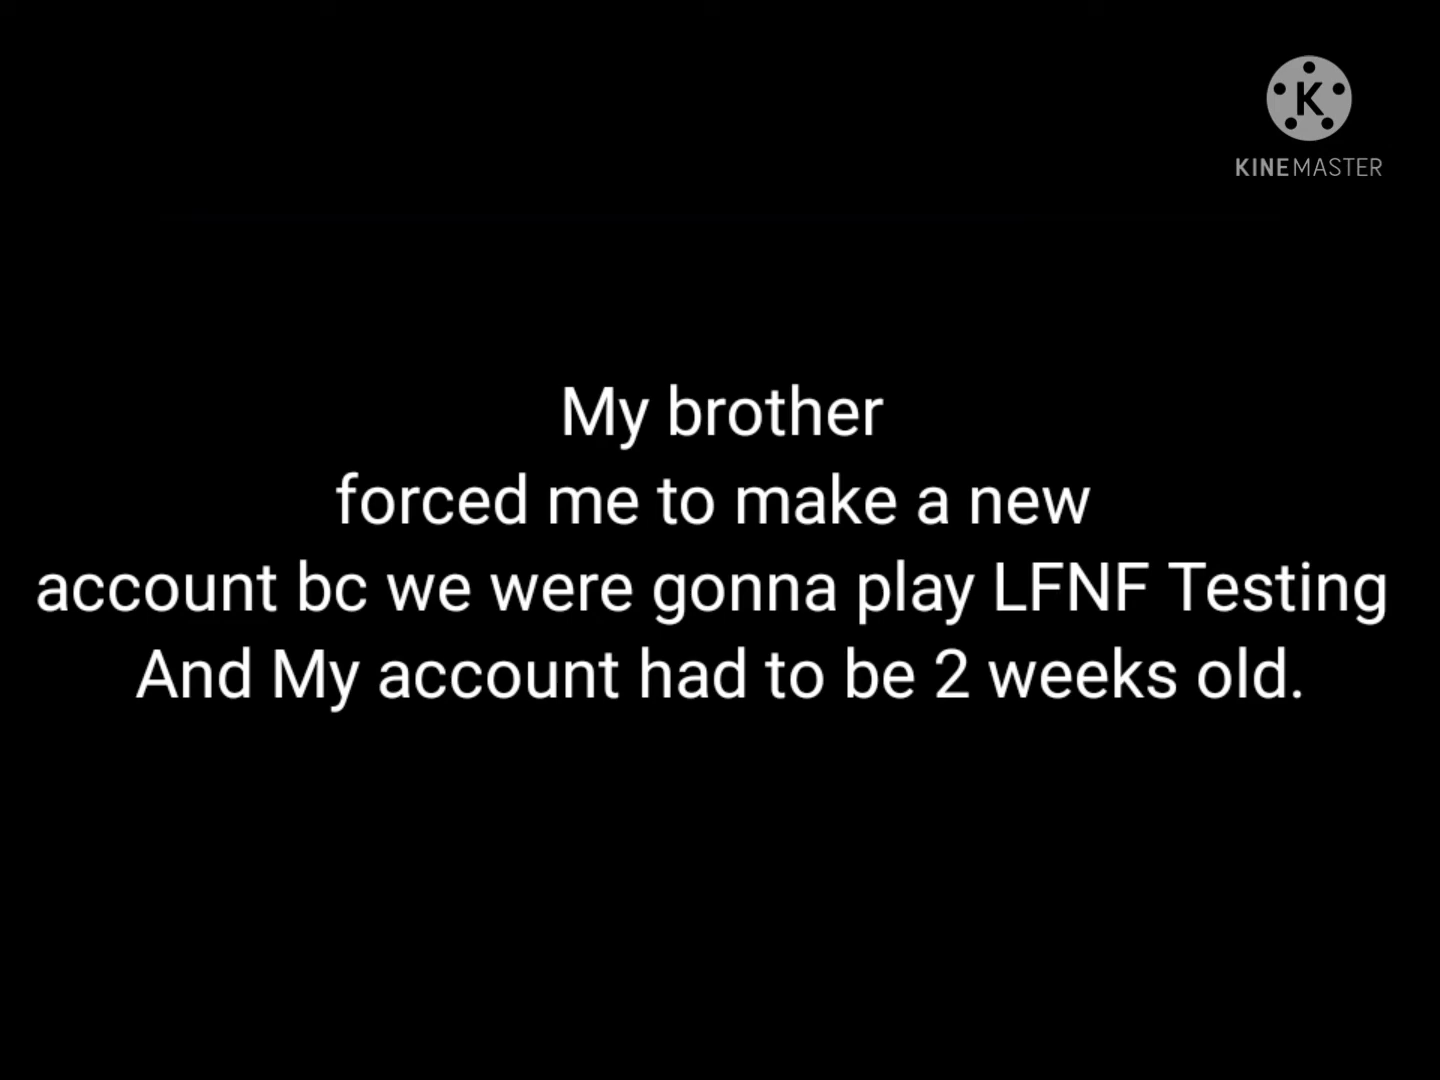 K
KINEMASTER
My brother
forced me to make a new
account bc we were gonna play LFNF Testing
And My account had to be 2 weeks old.